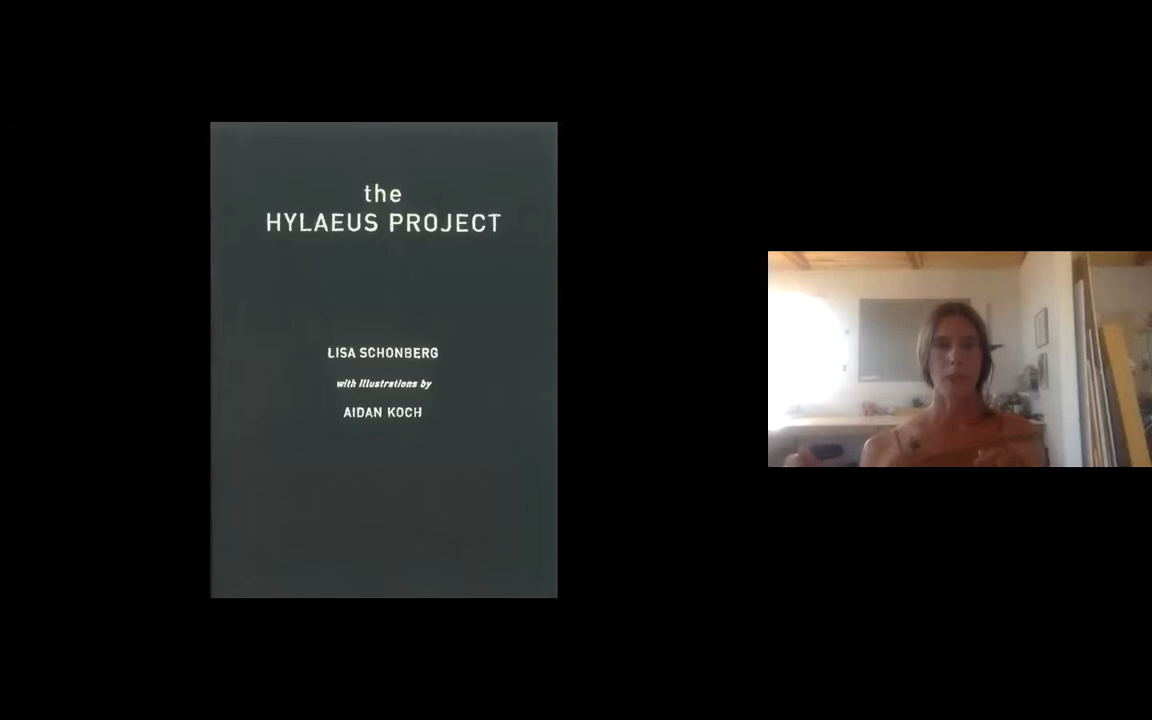 the
HYLAEUS PROJECT
LISA SCHONBERG
with illustrations by
AIDAN KOCH